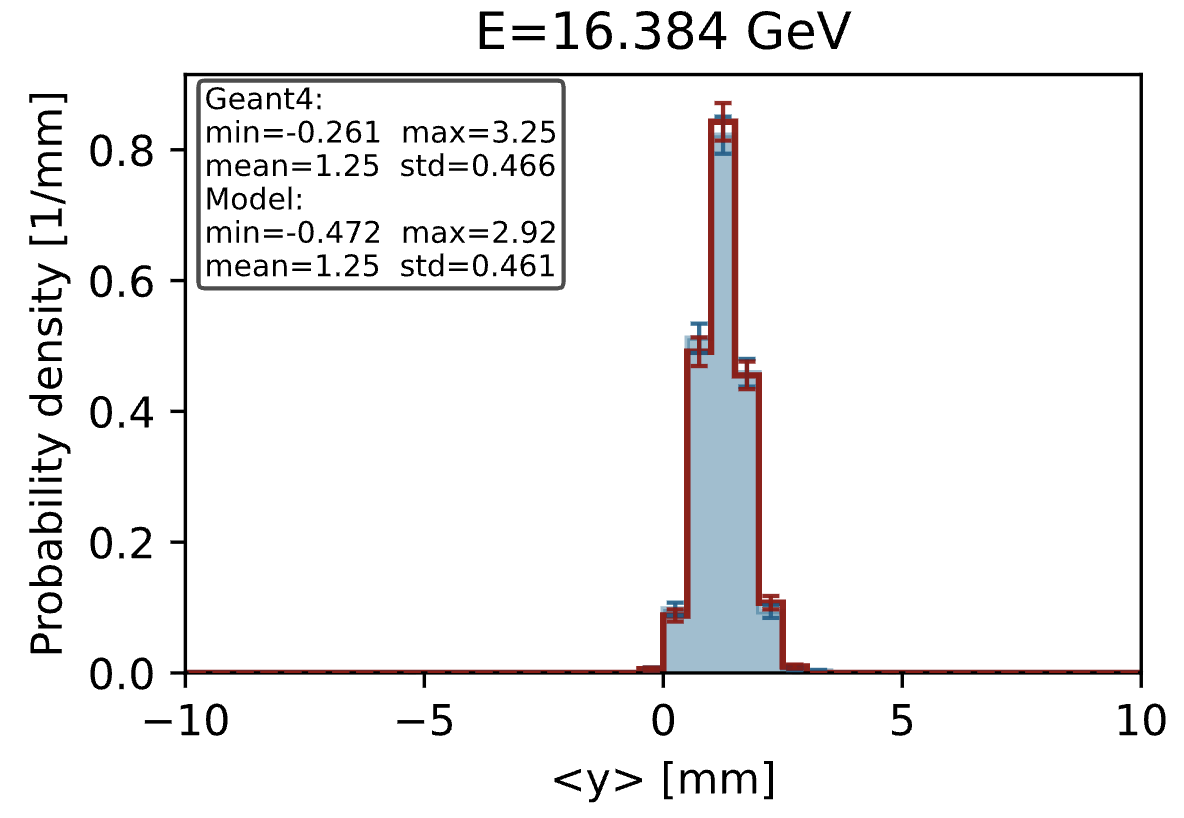 E=16.384 GeV
Geant4:
min=-0.261 max=3.25
mean=1.25 std=0.466
Model:
min=-0.472 max=2.92
mean=1.25 std=0.461
Probability density [1/mm]
0.8
0.6
0.4
0.2
0.0
−10
−5
0
5
10
<y> [mm]